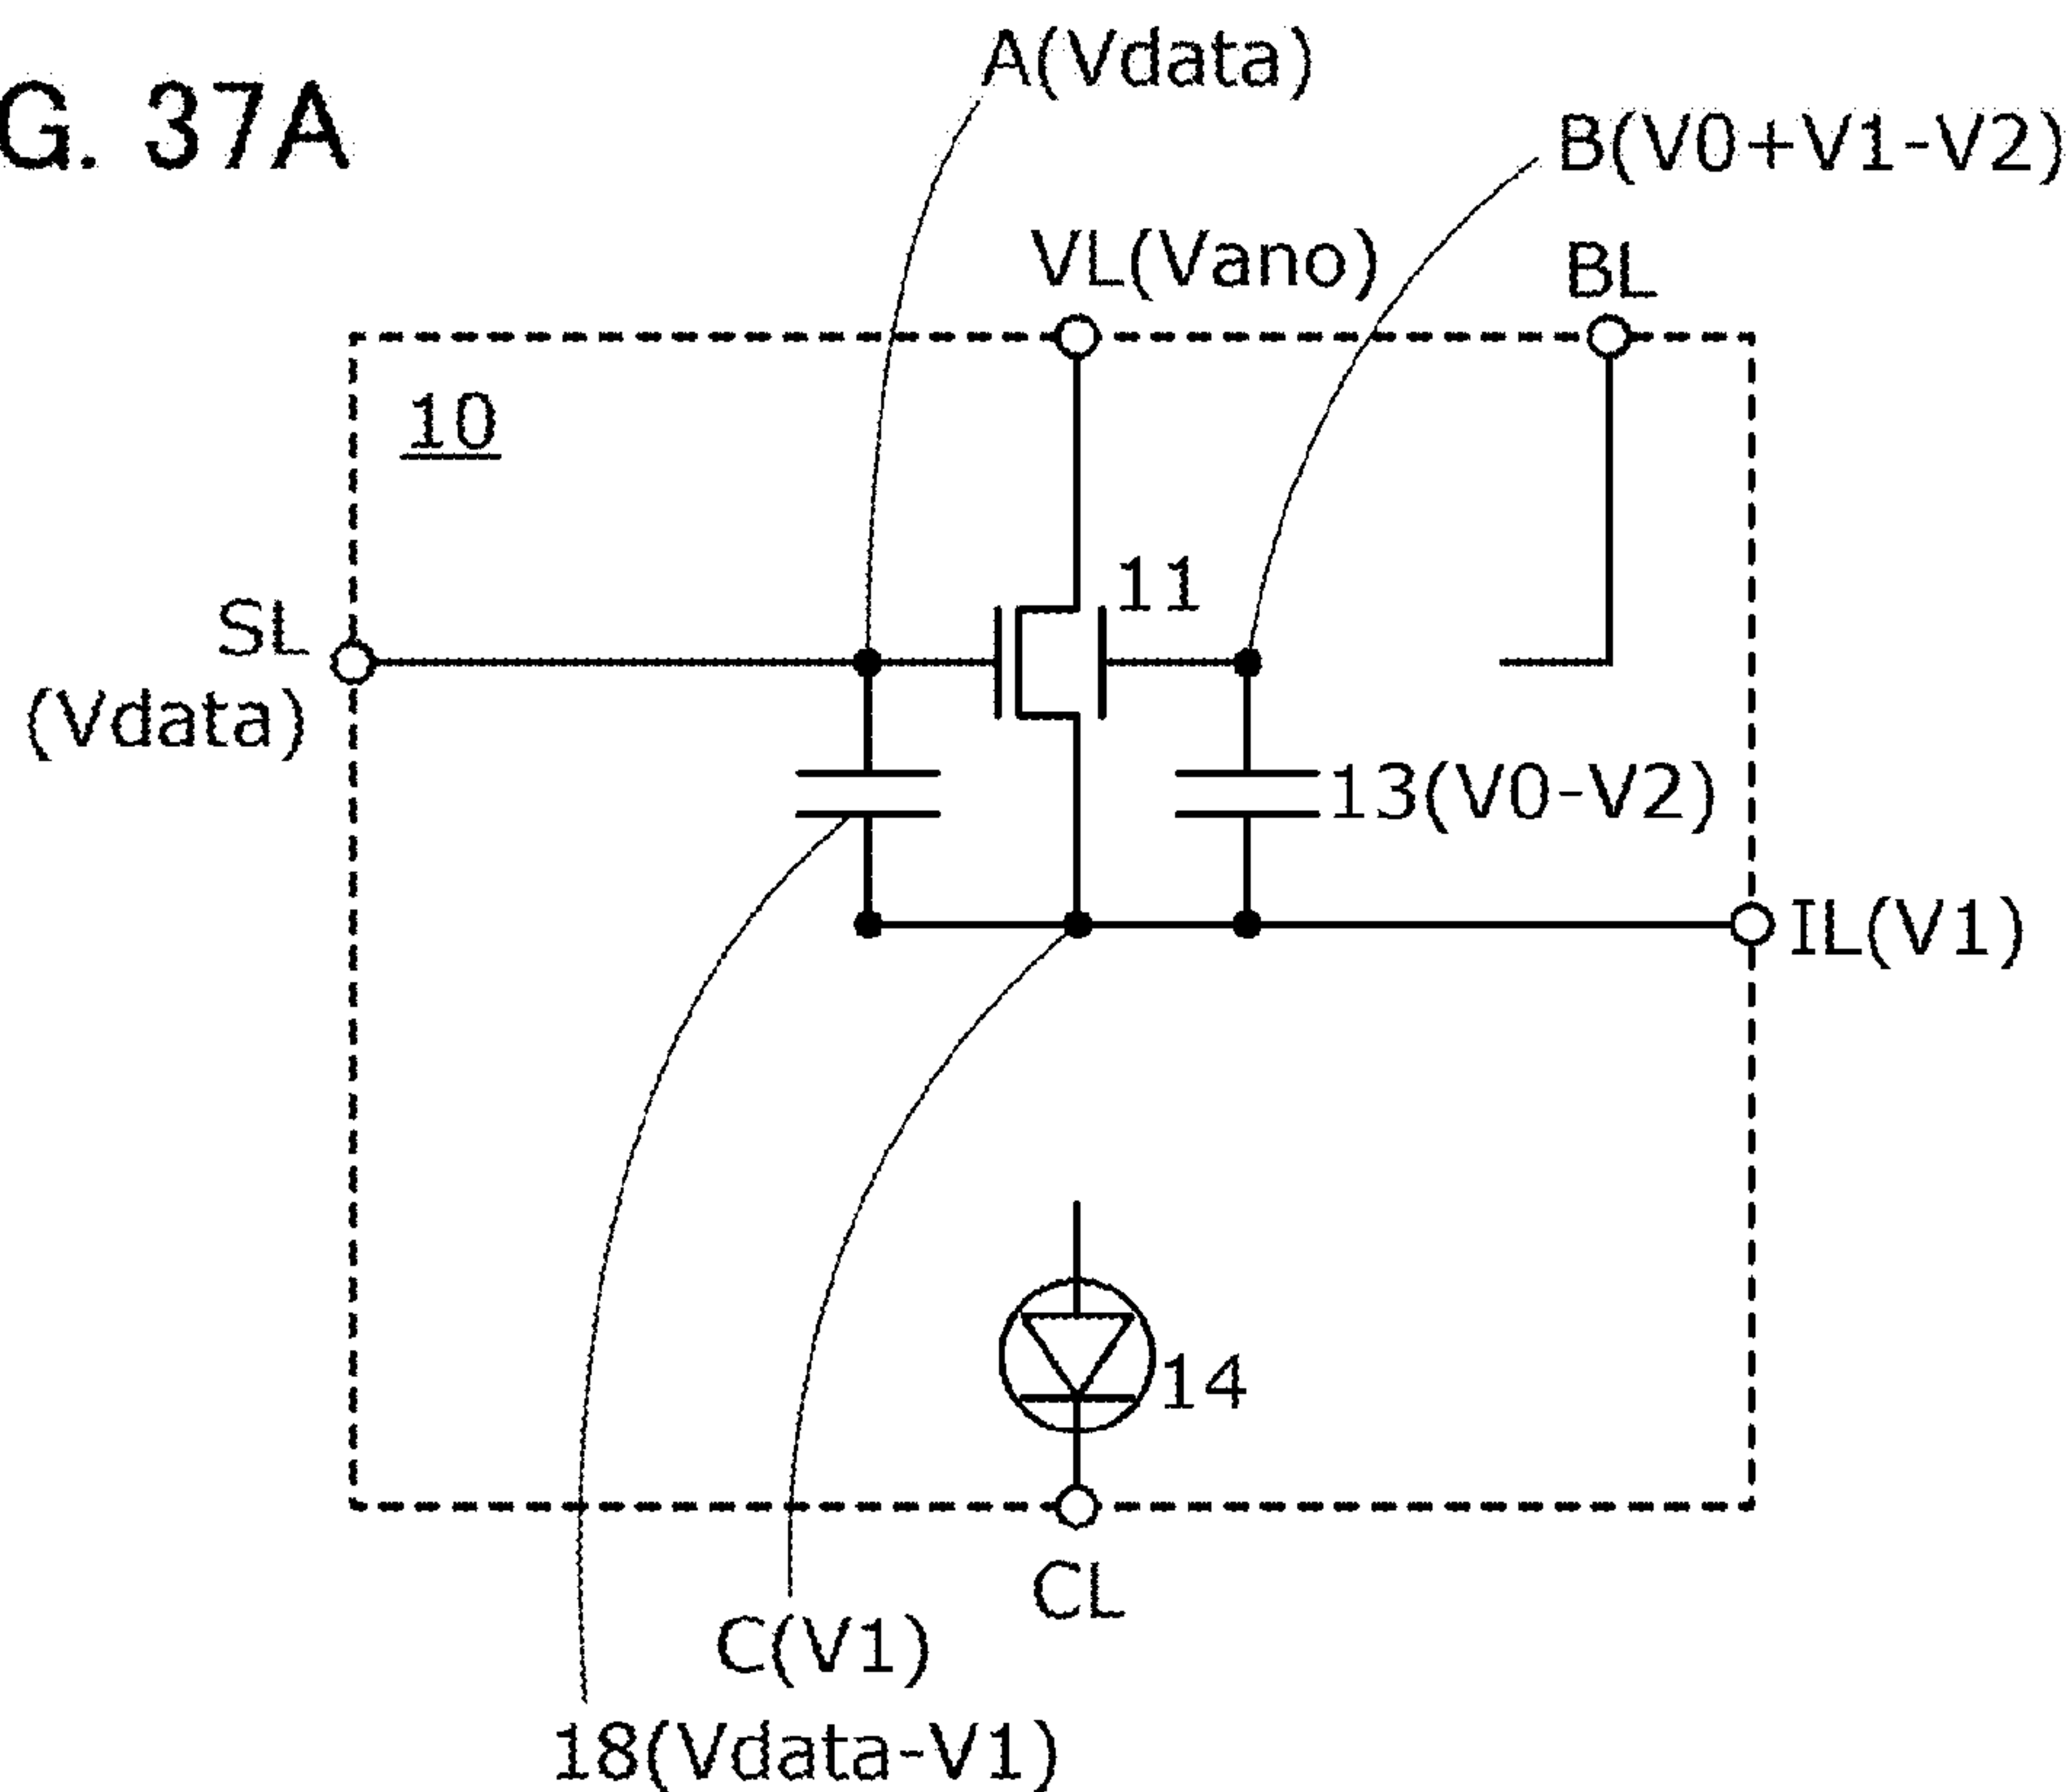 G. 37A
A(Vdata)
B(V0+V1-V2)
VL(Vano)
BL
10
11
SL
(Vdata)
13(V0-V2)
IL(V1)
14
CL
C(V1)
18(Vdata-V1)